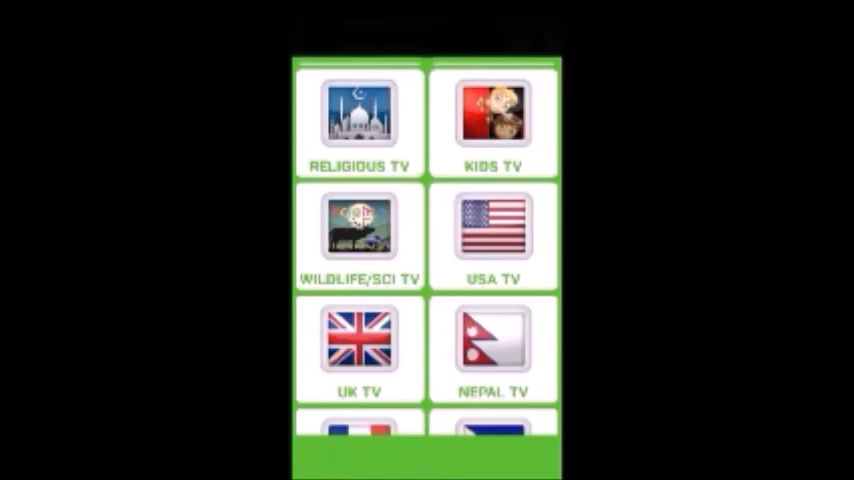 RELIGIOUS TV
KIDS TV
WILDLIFE/SCI TV
USA TV
UK TV
NEPAL TV